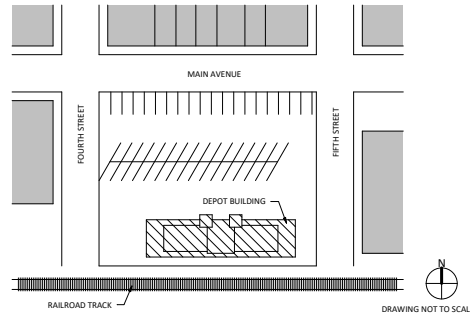 MAIN AVENUE
FOURTH STREET
FIFTH STREET
DEPOT BUILDING
RAILROAD TRACK
N
DRAWING NOT TO SCAL